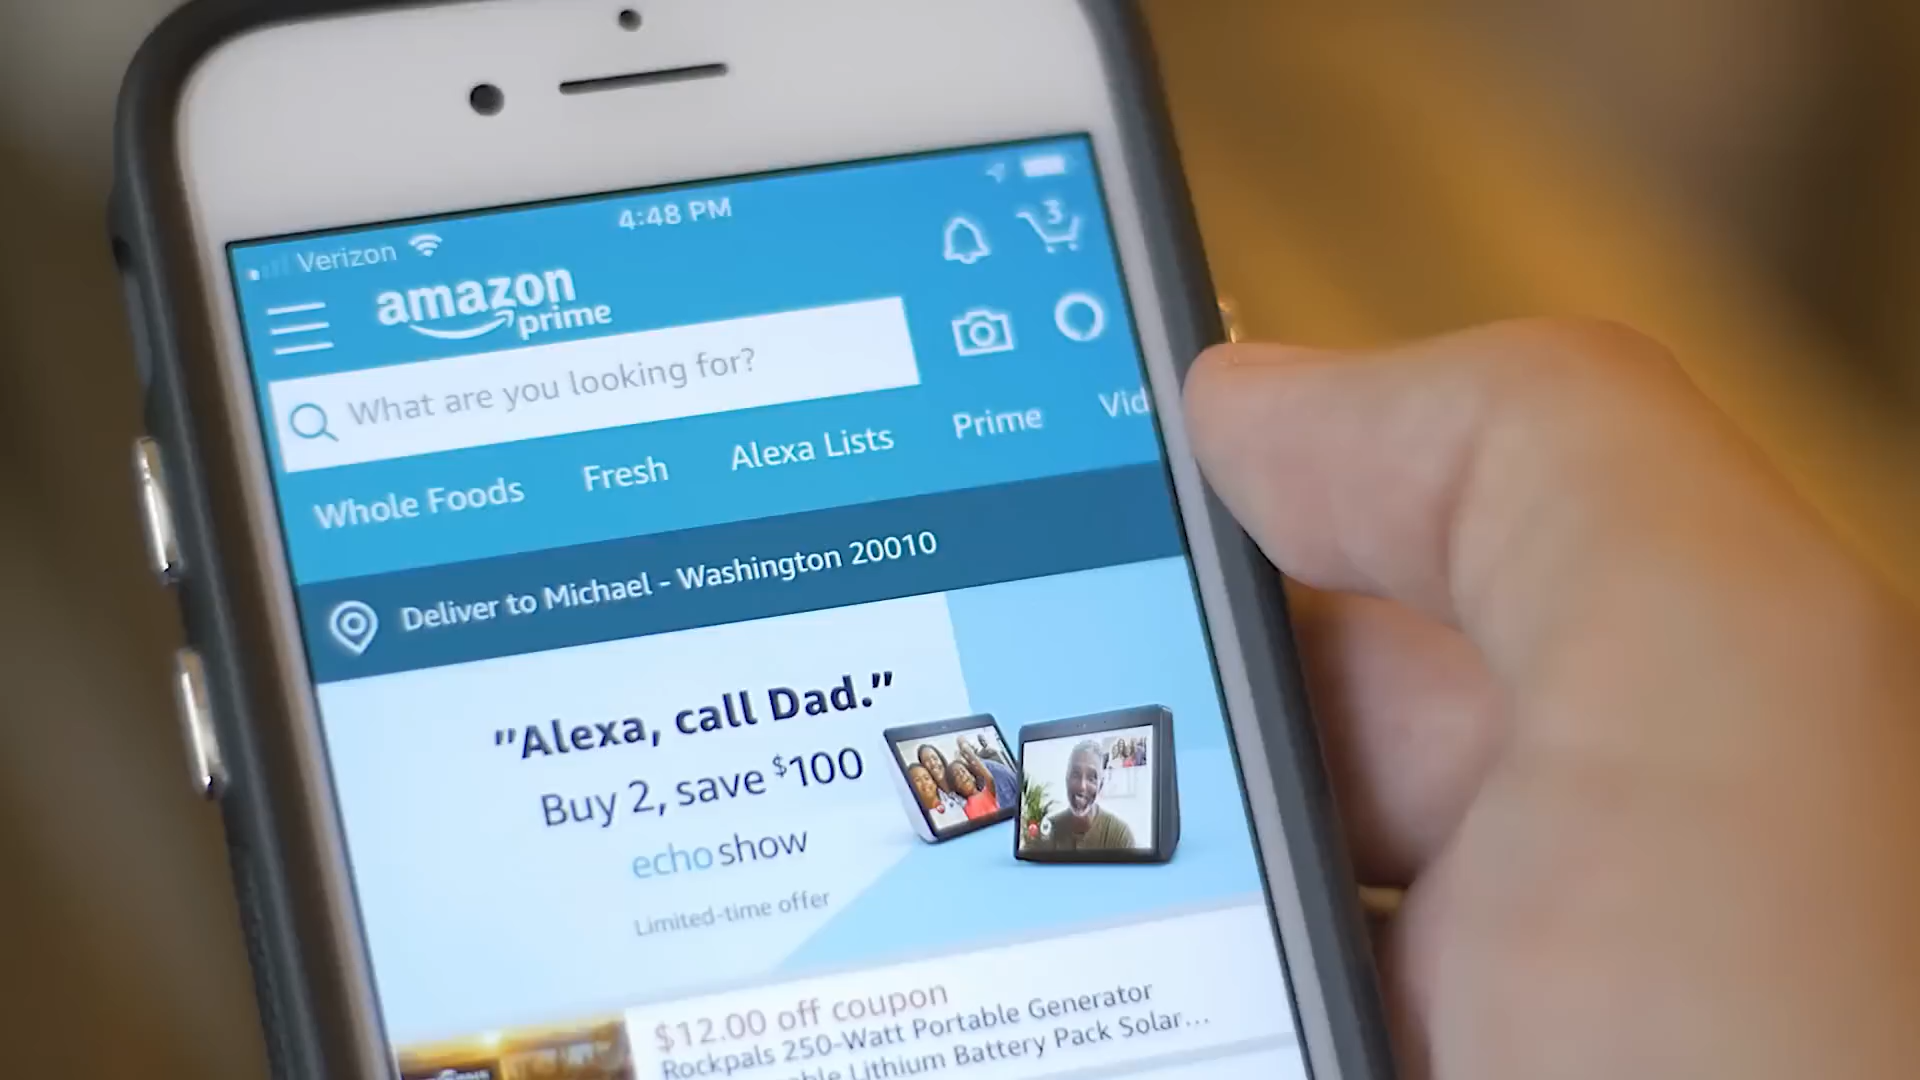 4:48 PM
Verizon
3
amazon
prime
What are you looking for?
Whole Foods Fresh Alexa Lists Prime Vid
Deliver to Michael - Washington 20010
"Alexa, call Dad."
Buy 2, save $100
echo show
Limited-time offer
$12.00 off coupon
Rockpals 250-Watt Portable Generator
ble Lithium Battery Pack Solar...